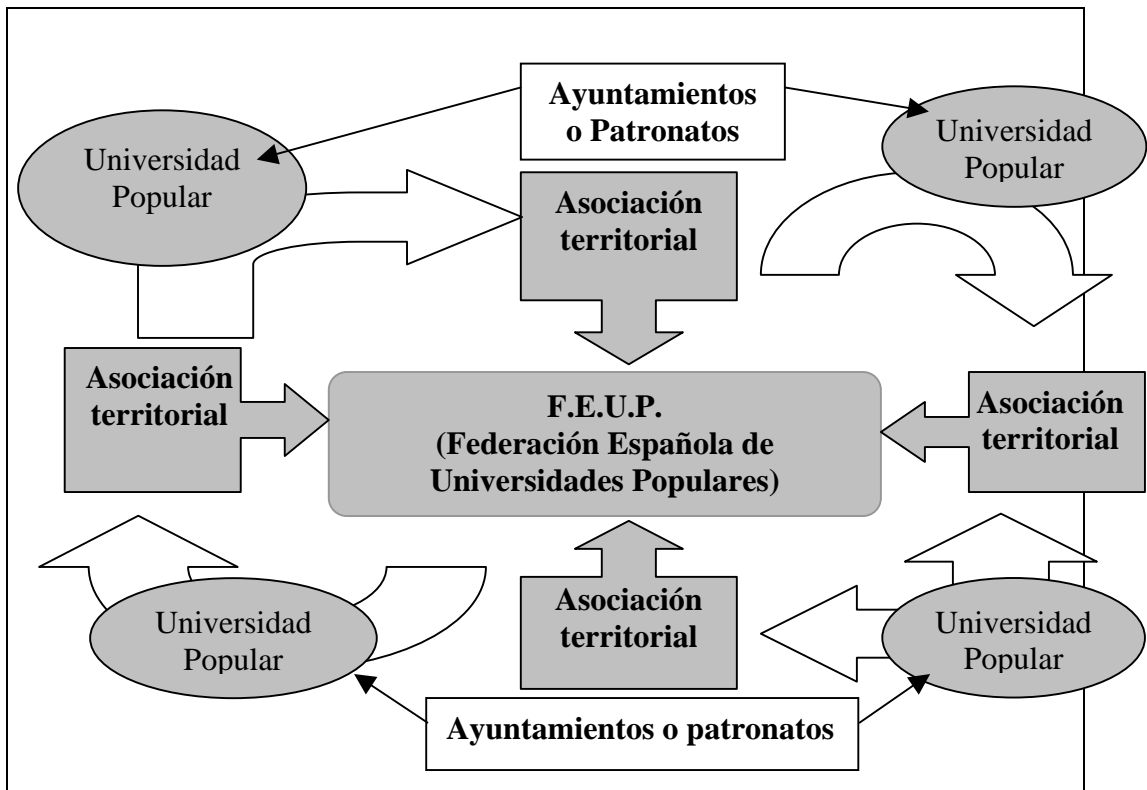 Ayuntamientos
o Patronatos
Universidad
Popular
Universidad
Popular
Asociación
territorial
Asociación
territorial
F.E.U.P.
(Federación Española de
Universidades Populares)
Asociación
territorial
Asociación
territorial
Universidad
Popular
Universidad
Popular
Ayuntamientos o patronatos